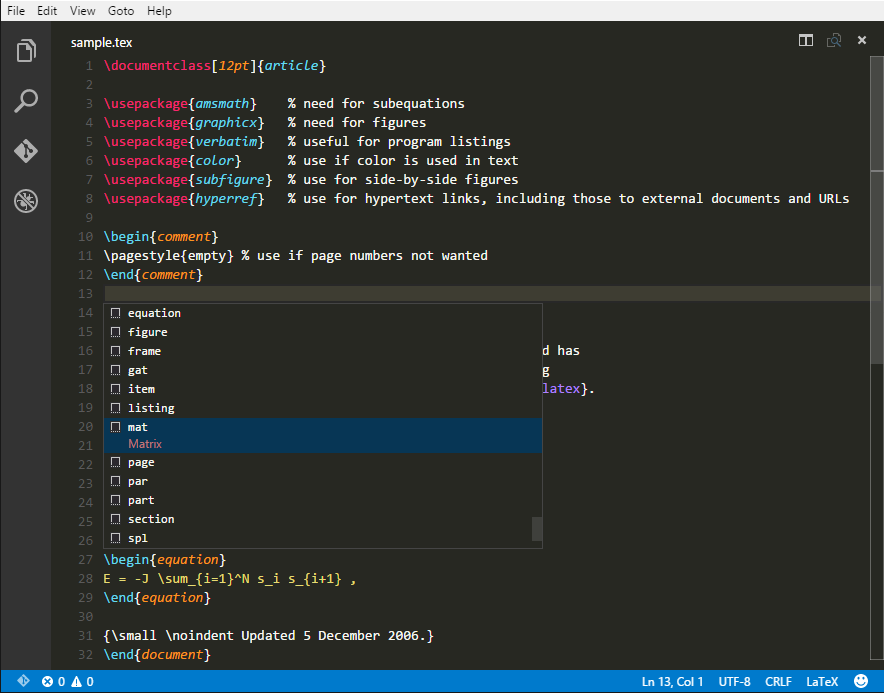 File Edit View Goto Help
sample.tex
1 \documentclass[12pt]{article}
2
3 \usepackage{amsmath} % need for subequations
4 \usepackage{graphicx} % need for figures
5 \usepackage{verbatim} % useful for program listings
6 \usepackage{color} % use if color is used in text
7 \usepackage{subfigure} % use for side-by-side figures
8 \usepackage{hyperref} % use for hypertext links, including those to external documents and URLs
9
10 \begin{comment}
11 \pagestyle{empty} % use if page numbers not wanted
12 \end{comment}
13
14 equation
15 figure
16 frame d has
17 gat g
18 item latex}.
19 listing
20 mat
21 Matrix
22 page
23 par
24 part
25 section
26 spl
27 \begin{equation}
28 E = -J \sum_{i=1}^N s_i s_{i+1} ,
29 \end{equation}
30
31 {\small \noindent Updated 5 December 2006.}
32 \end{document}
0 0 Ln 13, Col 1 UTF-8 CRLF LaTeX